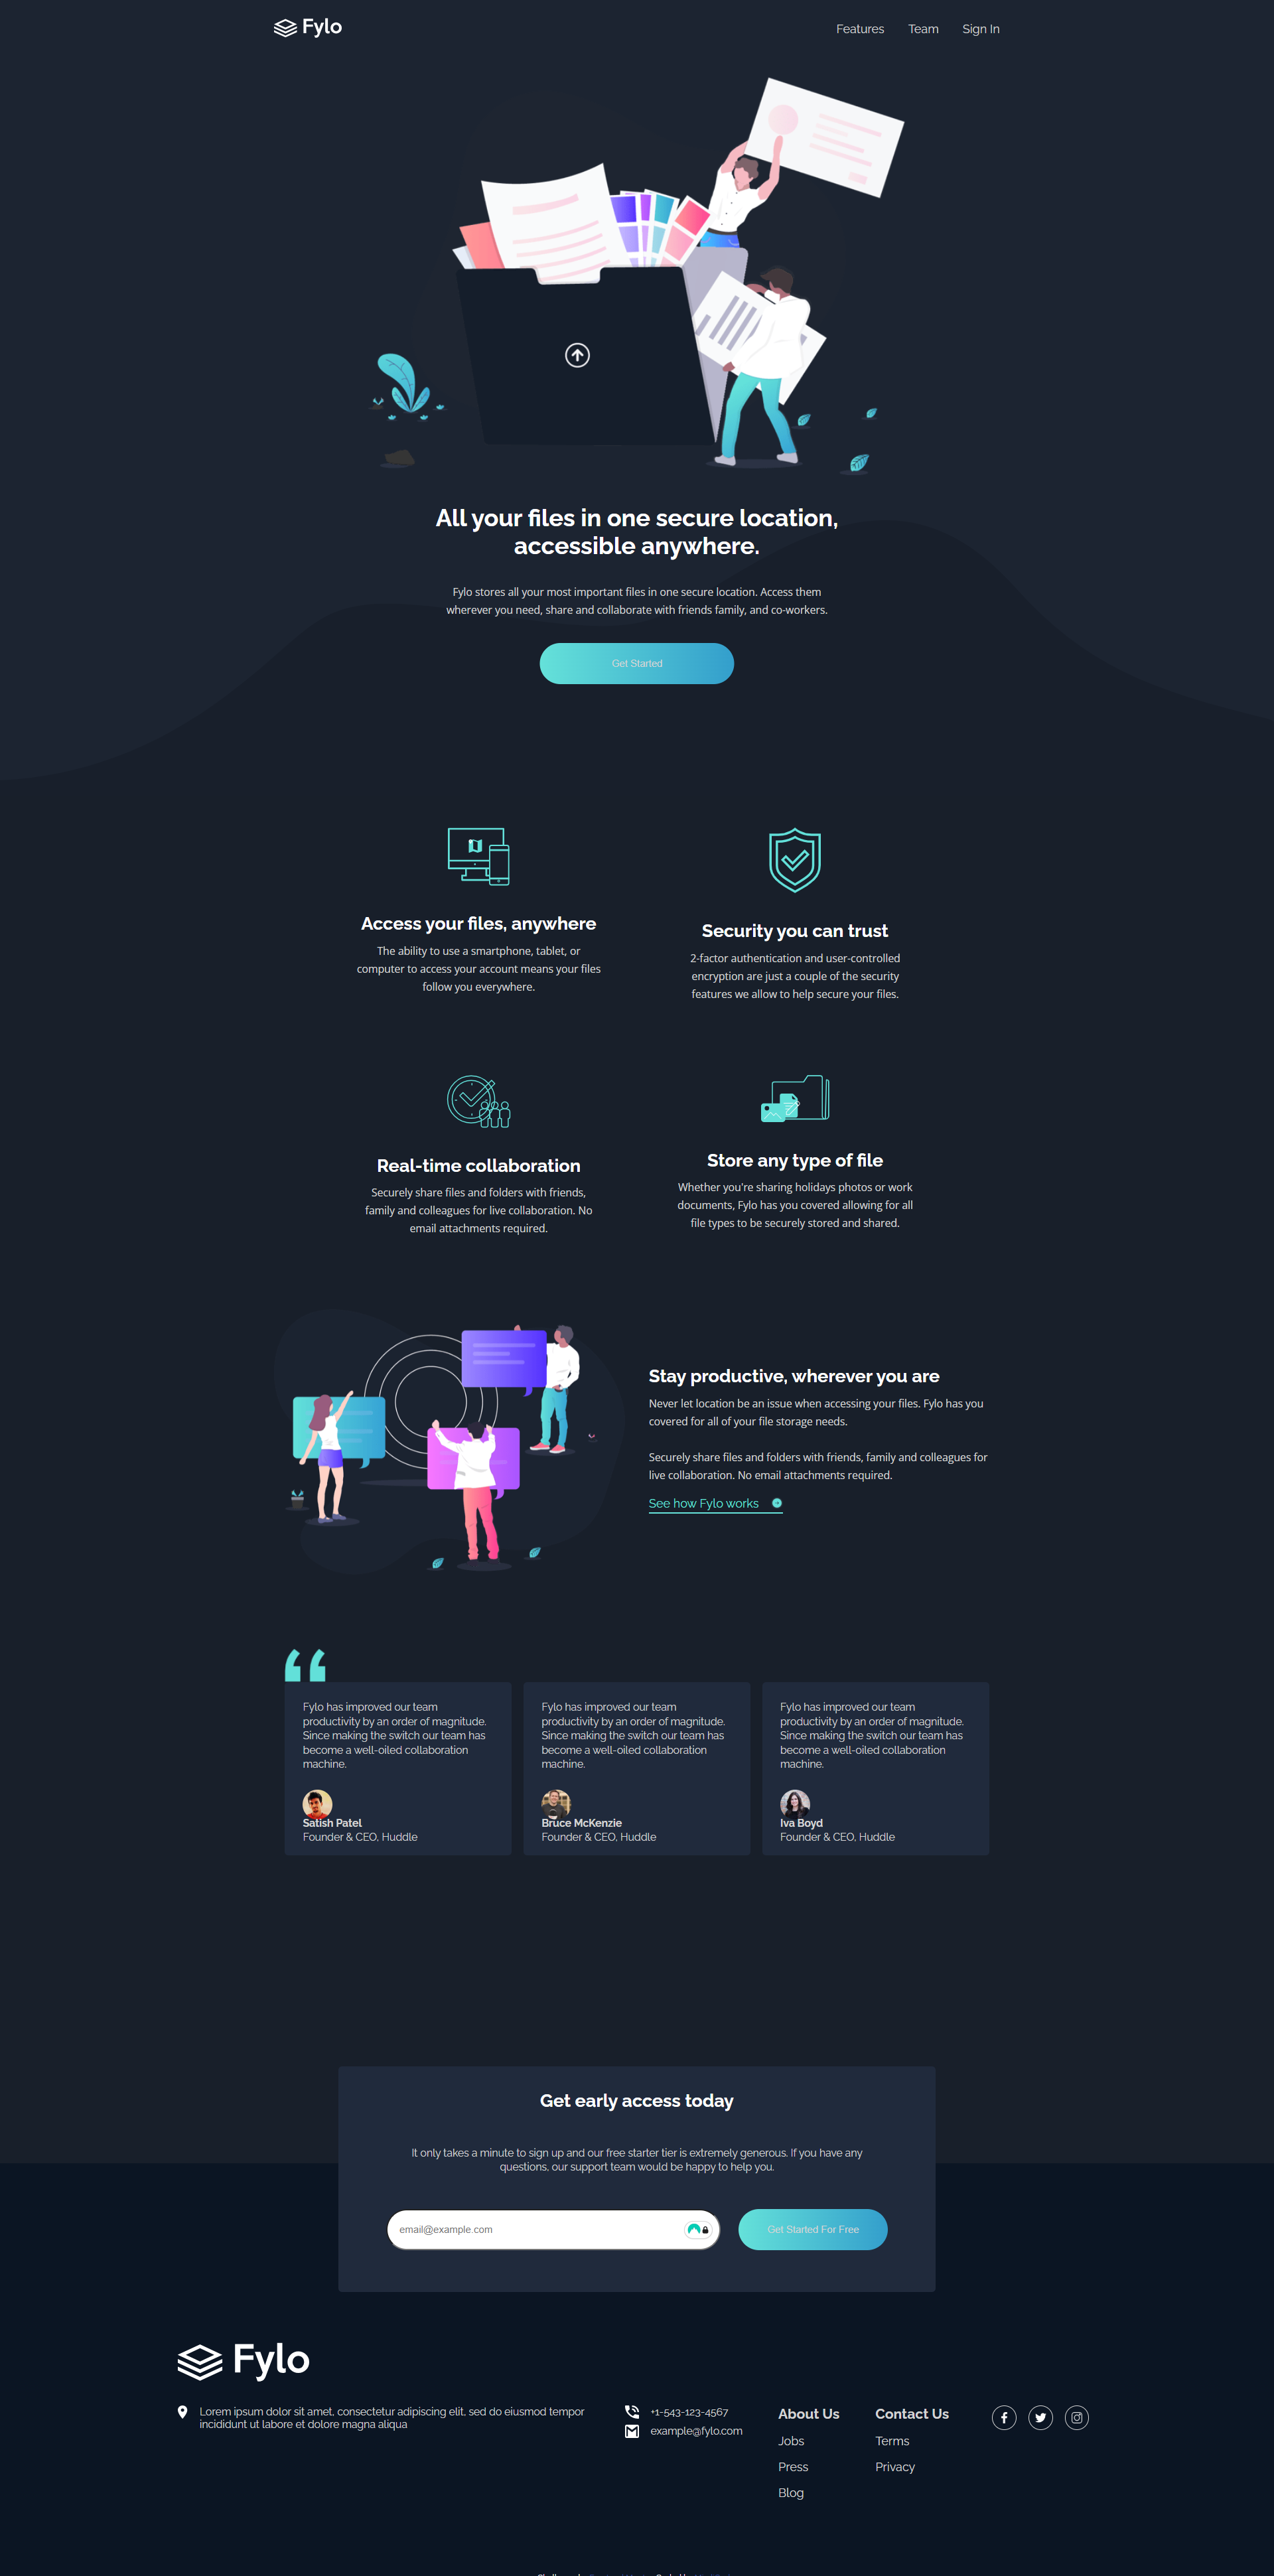 Fylo
Features Team Sign In
All your files in one secure location,
accessible anywhere.
Fylo stores all your most important files in one secure location. Access them
wherever you need, share and collaborate with friends family, and co-workers.
Get Started
Access your files, anywhere
The ability to use a smartphone, tablet, or
computer to access your account means your files
follow you everywhere.
Security you can trust
2-factor authentication and user-controlled
encryption are just a couple of the security
features we allow to help secure your files.
Real-time collaboration
Securely share files and folders with friends,
family and colleagues for live collaboration. No
email attachments required.
Store any type of file
Whether you're sharing holidays photos or work
documents, Fylo has you covered allowing for all
file types to be securely stored and shared.
Stay productive, wherever you are
Never let location be an issue when accessing your files. Fylo has you
covered for all of your file storage needs.
Securely share files and folders with friends, family and colleagues for
live collaboration. No email attachments required.
See how Fylo works
Fylo has improved our team
productivity by an order of magnitude.
Since making the switch our team has
become a well-oiled collaboration
machine.
Satish Patel
Founder & CEO, Huddle
Fylo has improved our team
productivity by an order of magnitude.
Since making the switch our team has
become a well-oiled collaboration
machine.
Bruce McKenzie
Founder & CEO, Huddle
Fylo has improved our team
productivity by an order of magnitude.
Since making the switch our team has
become a well-oiled collaboration
machine.
Iva Boyd
Founder & CEO, Huddle
Get early access today
It only takes a minute to sign up and our free starter tier is extremely generous. If you have any
questions, our support team would be happy to help you.
email@example.com
Get Started For Free
Fylo
Lorem ipsum dolor sit amet, consectetur adipiscing elit, sed do eiusmod tempor
incididunt ut labore et dolore magna aliqua
+1-543-123-4567
example@fylo.com
About Us
Jobs
Press
Blog
Contact Us
Terms
Privacy